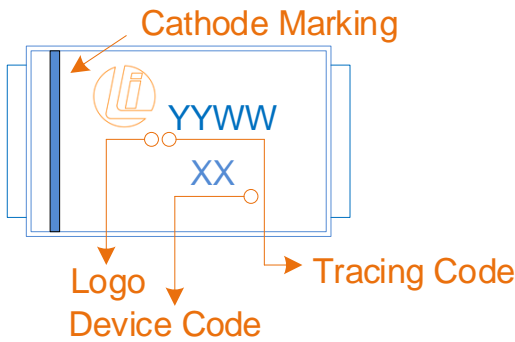 Cathode Marking
YYWW
XX
Tracing Code
Logo
Device Code